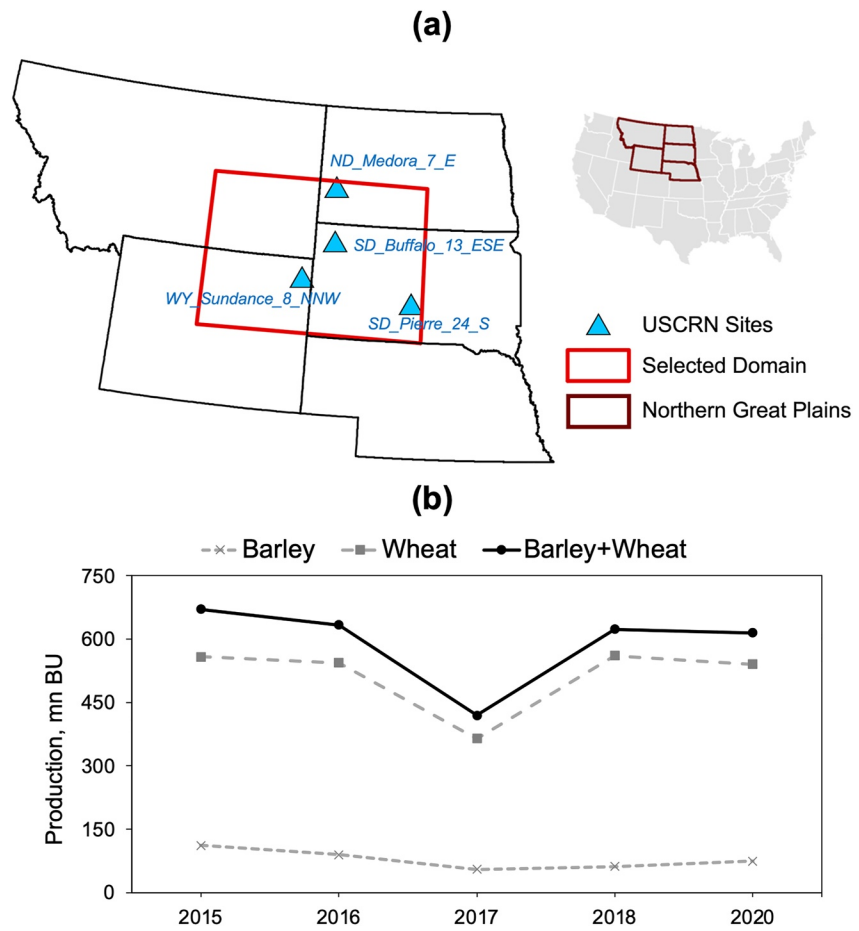 (a)
ND_Medora_7_E
SD_Buffalo_13_ESE
WY_Sundance_8_NNW
SD_Pierre_24_S
USCRN Sites
Selected Domain
Northern Great Plains
(b)
Barley Wheat Barley+Wheat
Production, mn BU
750
600
450
300
150
0
2015 2016 2017 2018 2020